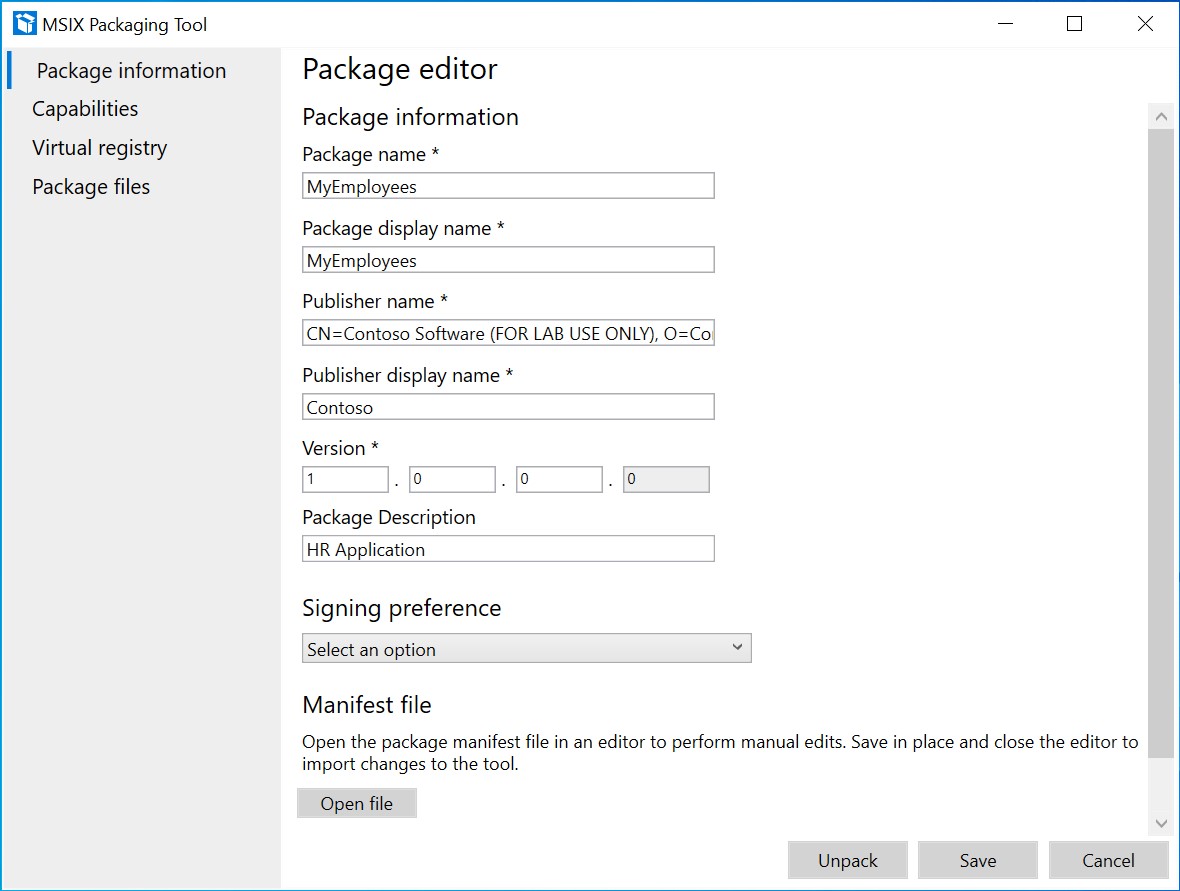 MSIX Packaging Tool
Package information
Capabilities
Virtual registry
Package files
Package editor
Package information
Package name *
MyEmployees
Package display name *
MyEmployees
Publisher name *
CN=Contoso Software (FOR LAB USE ONLY), O=Co
Publisher display name *
Contoso
Version *
1 . 0 . 0 . 0
Package Description
HR Application
Signing preference
Select an option
Manifest file
Open the package manifest file in an editor to perform manual edits. Save in place and close the editor to
import changes to the tool.
Open file
Unpack Save Cancel